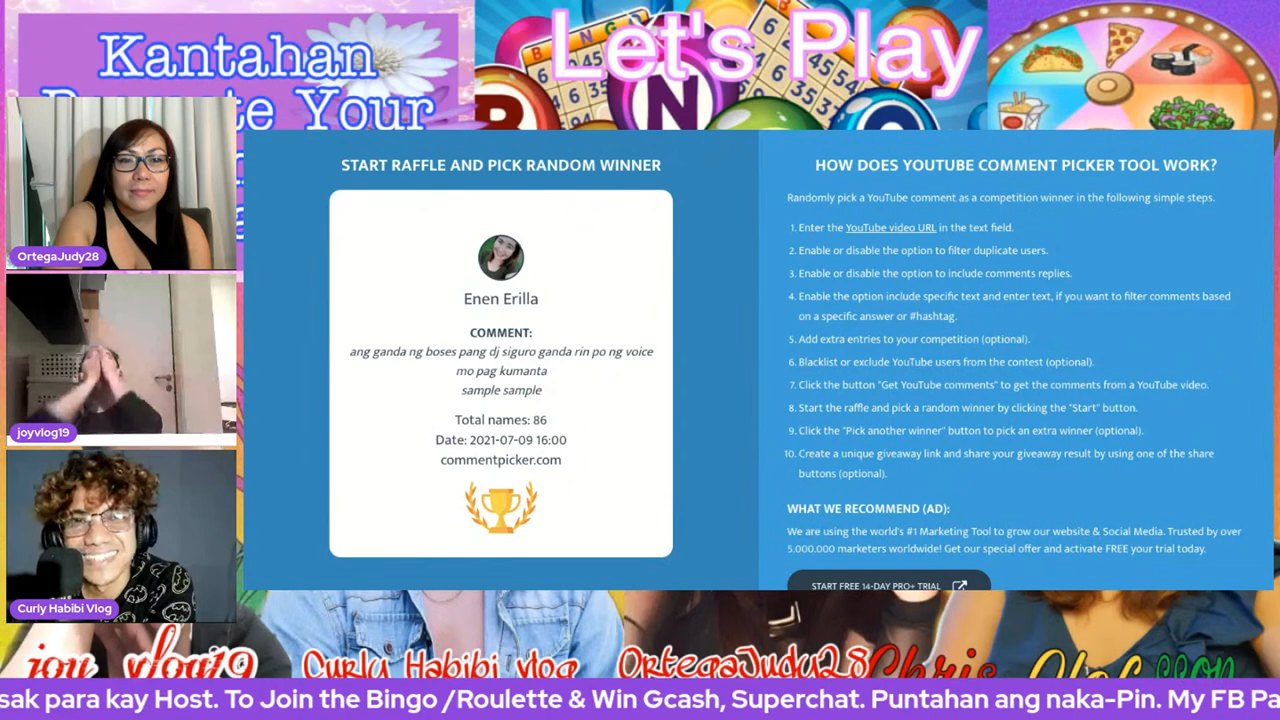 Kantahan
Let's Play
te Your
OrtegaJudy28
joyvlog19
Curly Habibi Vlog
START RAFFLE AND PICK RANDOM WINNER
Enen Erilla
COMMENT:
ang ganda ng boses pang dj siguro ganda rin po ng voice
mo pag kumanta
sample sample
Total names: 86
Date: 2021-07-09 16:00
commentpicker.com
HOW DOES YOUTUBE COMMENT PICKER TOOL WORK?
Randomly pick a YouTube comment as a competition winner in the following simple steps.
1. Enter the YouTube video URL in the text field.
2. Enable or disable the option to filter duplicate users.
3. Enable or disable the option to include comments replies.
4. Enable the option include specific text and enter text, if you want to filter comments based
on a specific answer or #hashtag.
5. Add extra entries to your competition (optional).
6. Blacklist or exclude YouTube users from the contest (optional).
7. Click the button "Get YouTube comments" to get the comments from a YouTube video.
8. Start the raffle and pick a random winner by clicking the "Start" button.
9. Click the "Pick another winner" button to pick an extra winner (optional).
10. Create a unique giveaway link and share your giveaway result by using one of the share
buttons (optional).
WHAT WE RECOMMEND (AD):
We are using the world's #1 Marketing Tool to grow our website & Social Media. Trusted by over
5.000.000 marketers worldwide! Get our special offer and activate FREE your trial today.
START FREE 14-DAY PRO+ TRIAL
joy vlog19 Curly Habibi vlog OrtegaJudy28 Chris
sak para kay Host. To Join the Bingo /Roulette & Win Gcash, Superchat. Puntahan ang naka-Pin. My FB Pa